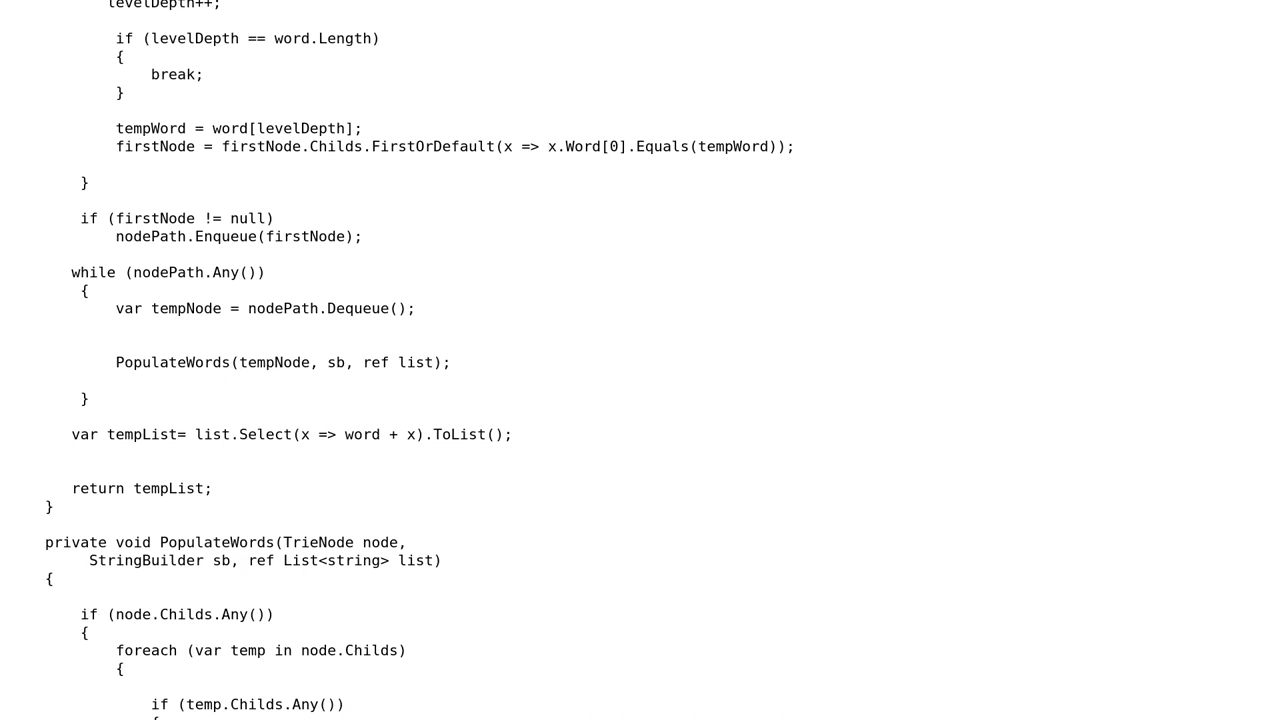 levelDepth++;
if (levelDepth == word.Length)
{
break;
}
tempWord = word[levelDepth];
firstNode = firstNode.Childs.FirstOrDefault(x => x.Word[0].Equals(tempWord));
}
if (firstNode != null)
nodePath.Enqueue(firstNode);
while (nodePath.Any())
{
var tempNode = nodePath.Dequeue();
PopulateWords(tempNode, sb, ref list);
}
var tempList= list.Select(x => word + x).ToList();
return tempList;
}
private void PopulateWords(TrieNode node,
StringBuilder sb, ref List<string> list)
{
if (node.Childs.Any())
{
foreach (var temp in node.Childs)
{
if (temp.Childs.Any())
{